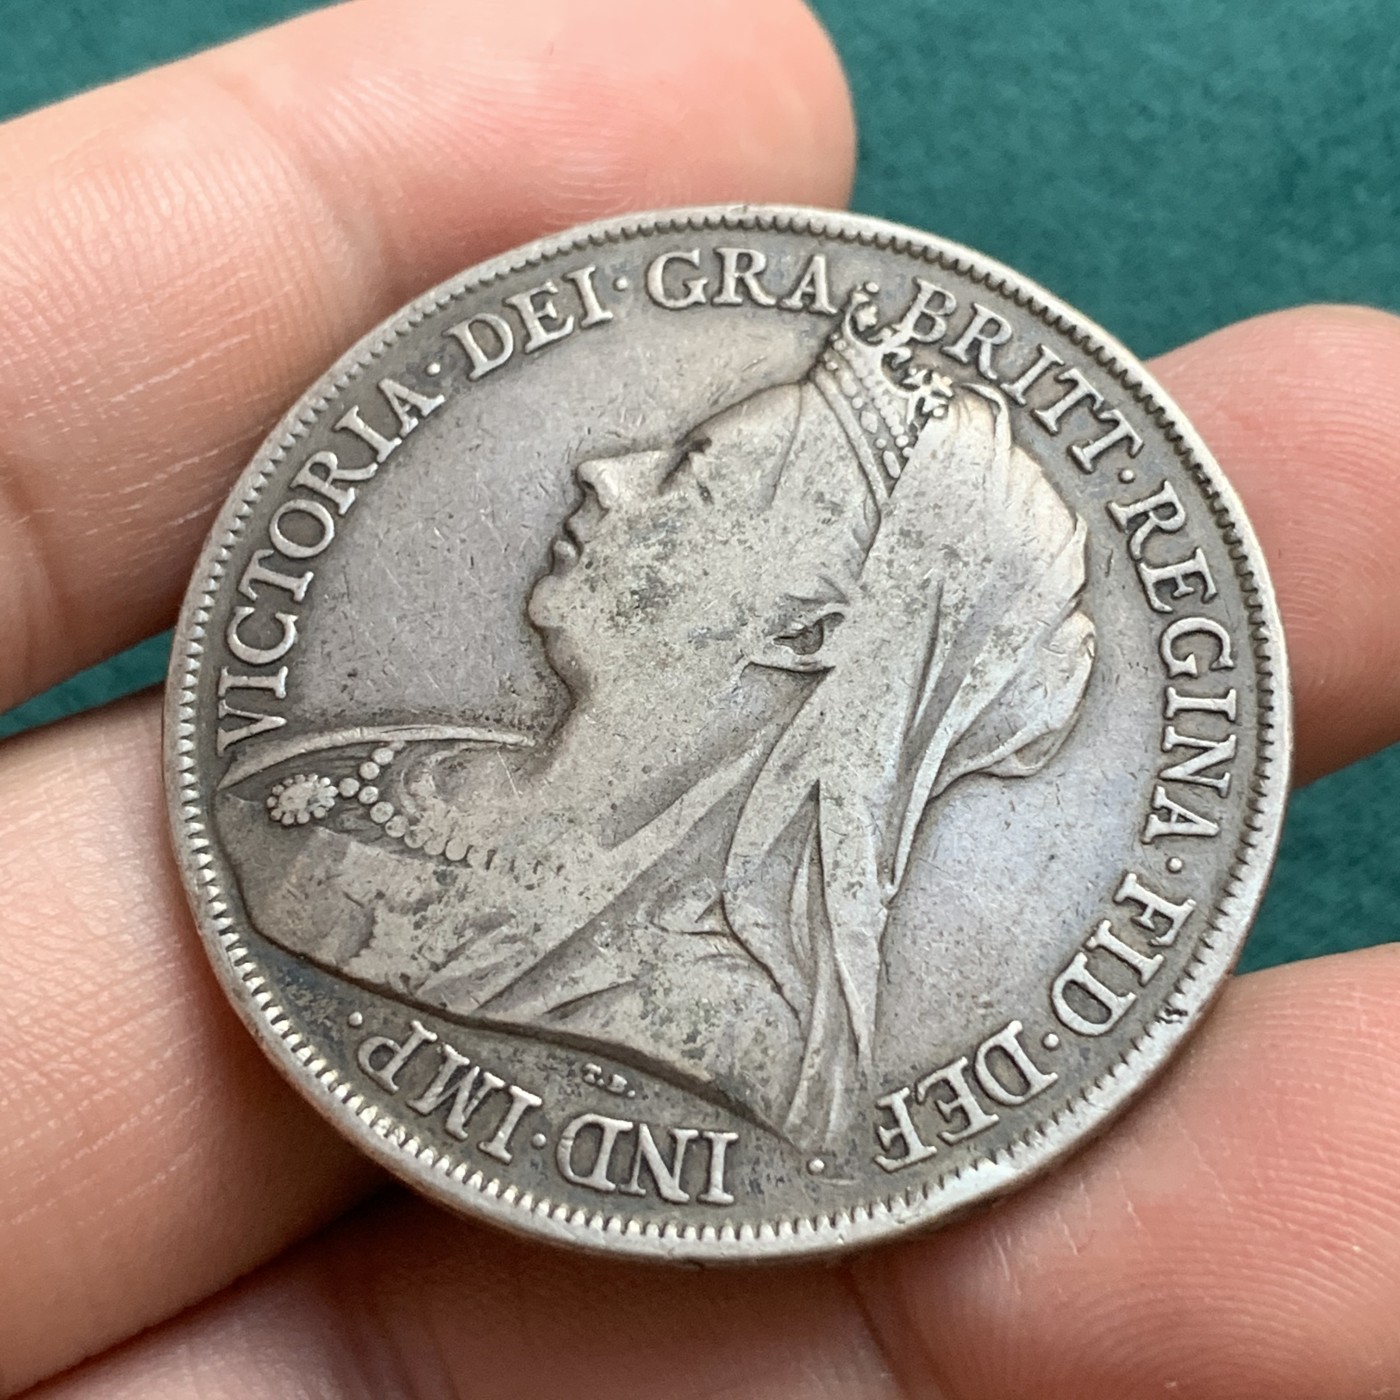 VICTORIA · DEI · GRA · BRITT · REGINA · FID · DEF · IND · IMP ·
T.B.